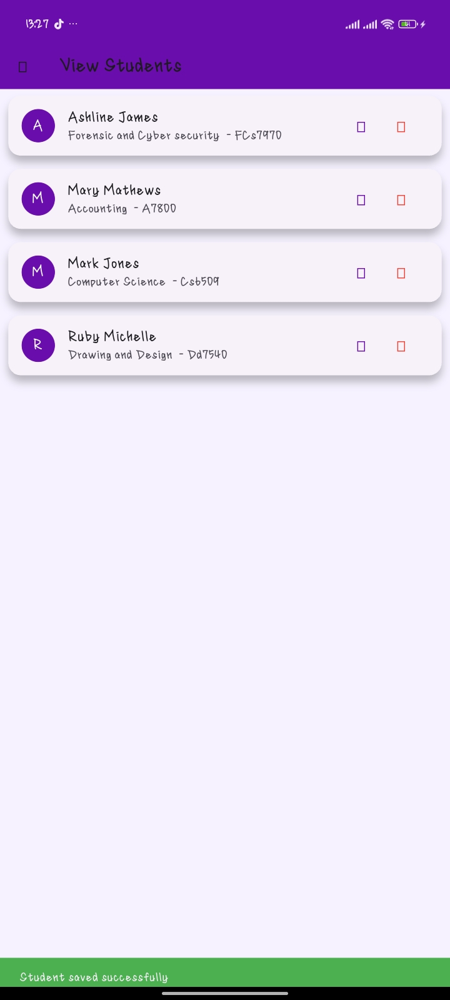 13:27
View Students
A
Ashline James
Forensic and Cyber security - FCs7970
M
Mary Mathews
Accounting - A7800
M
Mark Jones
Computer Science - Cs6509
R
Ruby Michelle
Drawing and Design - Dd7540
Student saved successfully